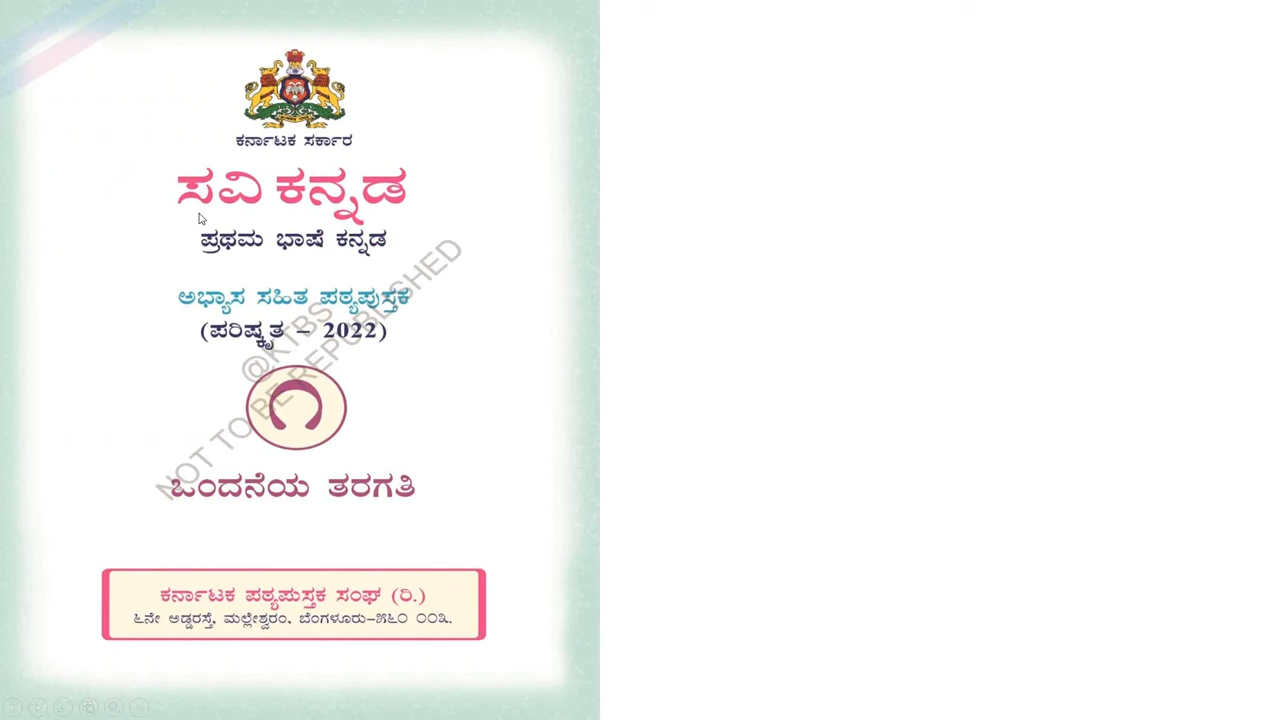 ಕರ್ನಾಟಕ ಸರ್ಕಾರ
ಸವಿ ಕನ್ನಡ
ಪ್ರಥಮ ಭಾಷೆ ಕನ್ನಡ
ಅಭ್ಯಾಸ ಸಹಿತ ಪಠ್ಯಪುಸ್ತಕ
(ಪರಿಷ್ಕೃತ – 2022)
@KTBS
NOT TO BE REPUBLISHED
೧
ಒಂದನೆಯ ತರಗತಿ
ಕರ್ನಾಟಕ ಪಠ್ಯಪುಸ್ತಕ ಸಂಘ (ರಿ.)
೬ನೇ ಅಡ್ಡರಸ್ತೆ, ಮಲ್ಲೇಶ್ವರಂ, ಬೆಂಗಳೂರು–೫೬೦ ೦೦೩.